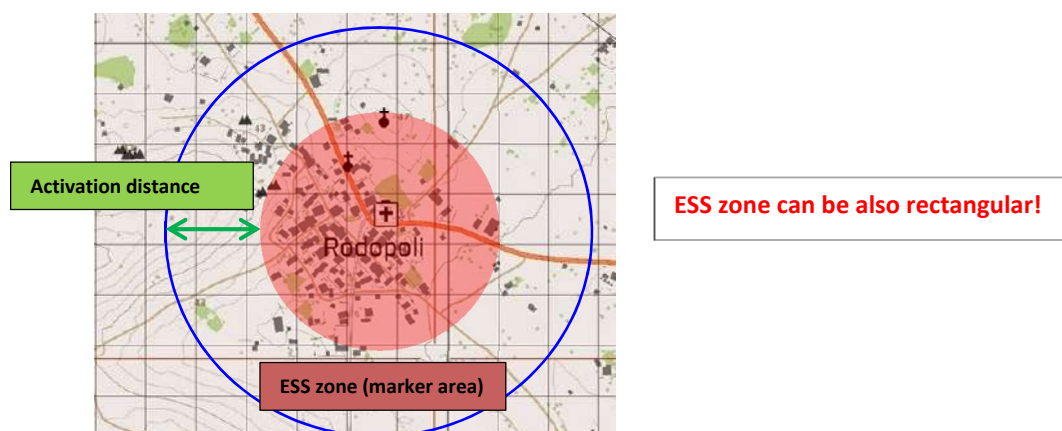 Activation distance
ESS zone can be also rectangular!
Rodopoli
ESS zone (marker area)